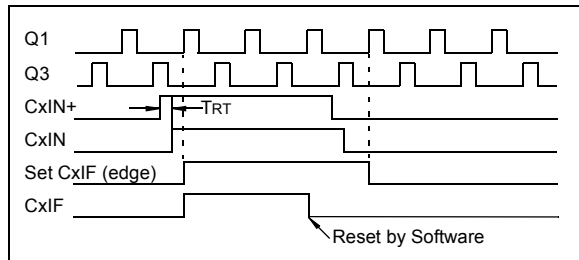 Q1
Q3
CxIN+
TRT
CxIN
Set CxIF (edge)
CxIF
Reset by Software